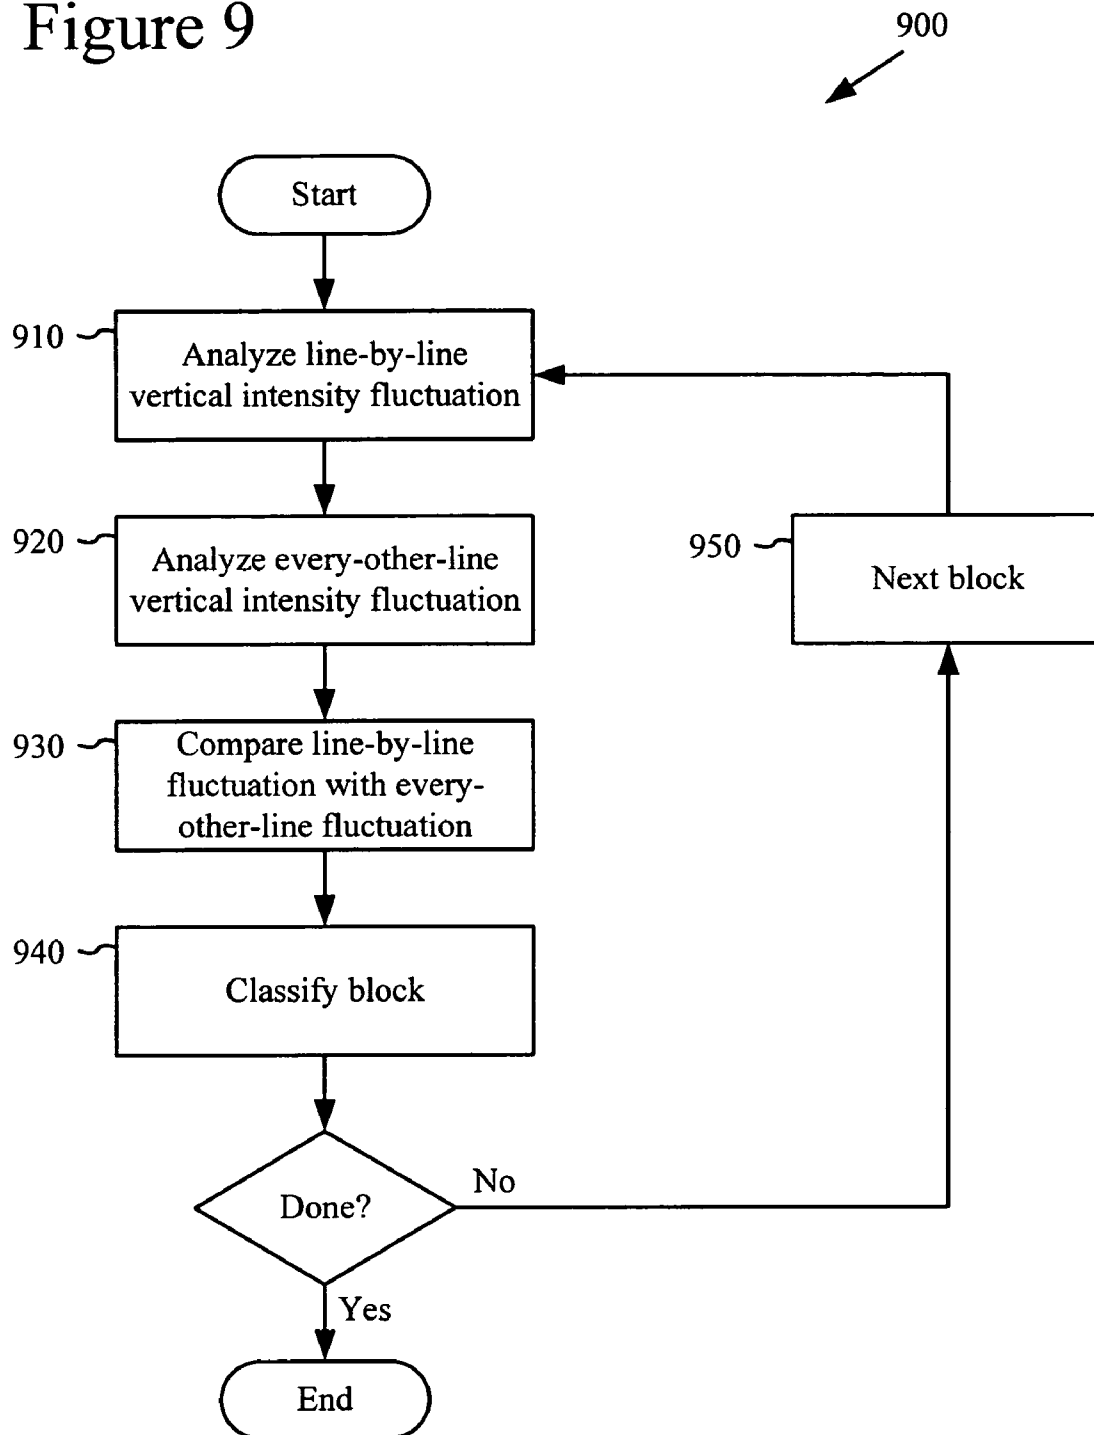 Figure 9
900
Start
910
Analyze line-by-line
vertical intensity fluctuation
920
Analyze every-other-line
vertical intensity fluctuation
950
Next block
930
Compare line-by-line
fluctuation with every-
other-line fluctuation
940
Classify block
Done?
No
Yes
End